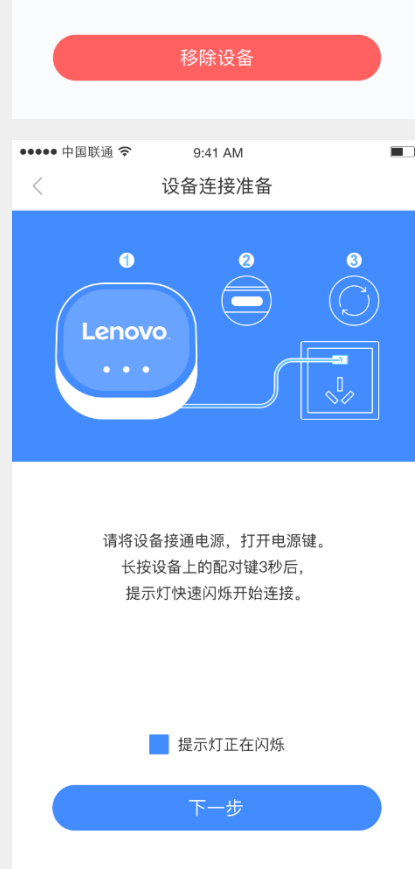 移除设备
中国联通 9:41 AM
设备连接准备
1 2 3
Lenovo
请将设备接通电源，打开电源键。
长按设备上的配对键3秒后，
提示灯快速闪烁开始连接。
提示灯正在闪烁
下一步